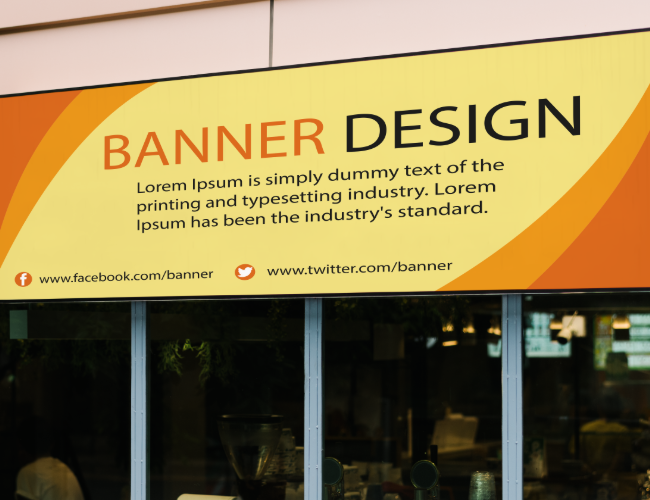 BANNER DESIGN
Lorem Ipsum is simply dummy text of the
printing and typesetting industry. Lorem
Ipsum has been the industry's standard.
www.facebook.com/banner www.twitter.com/banner